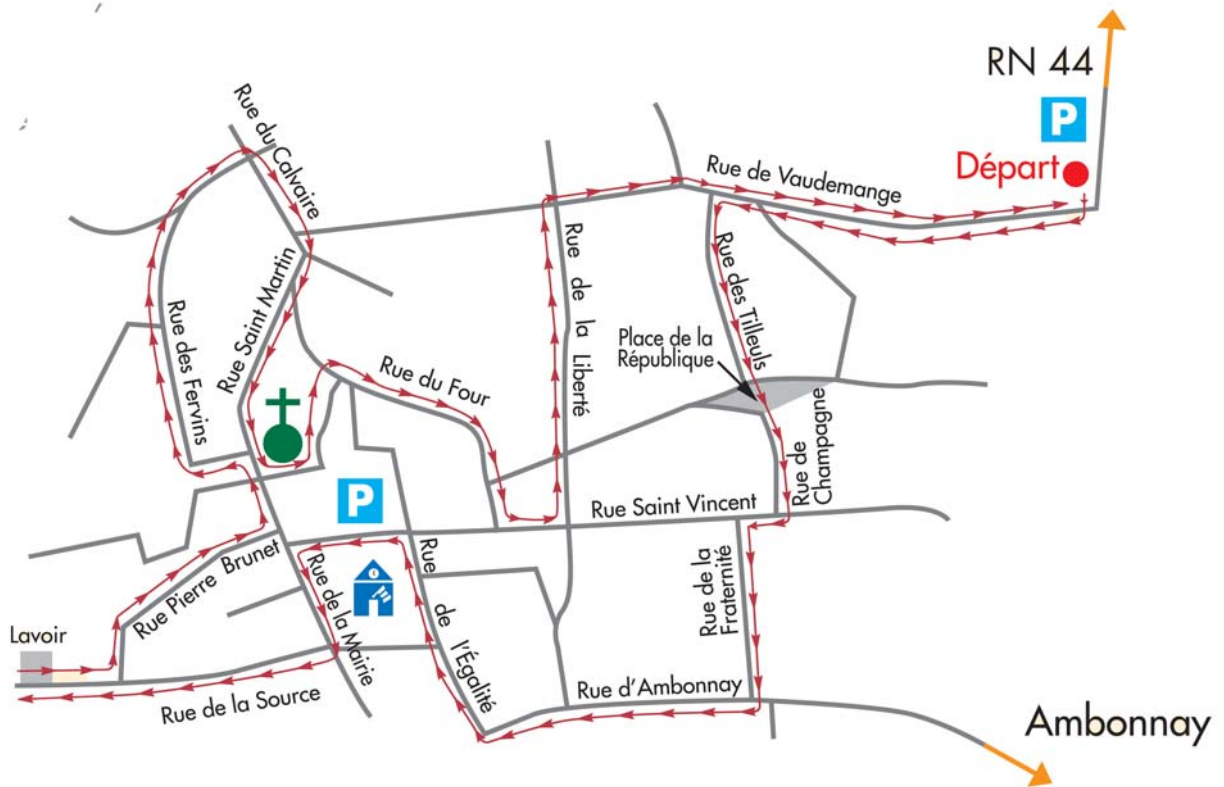 RN 44
P
Départ
Rue de Vaudemange
Rue du Calvaire
Rue Saint Martin
Rue des Fervins
Rue du Four
Rue de la Liberté
Rue des Tilleuls
Place de la
République
Rue de
Champagne
P
Rue Saint Vincent
Rue Pierre Brunet
Rue de la Mairie
Rue de l'Égalité
Rue de la
Fraternité
Lavoir
Rue de la Source
Rue d'Ambonnay
Ambonnay